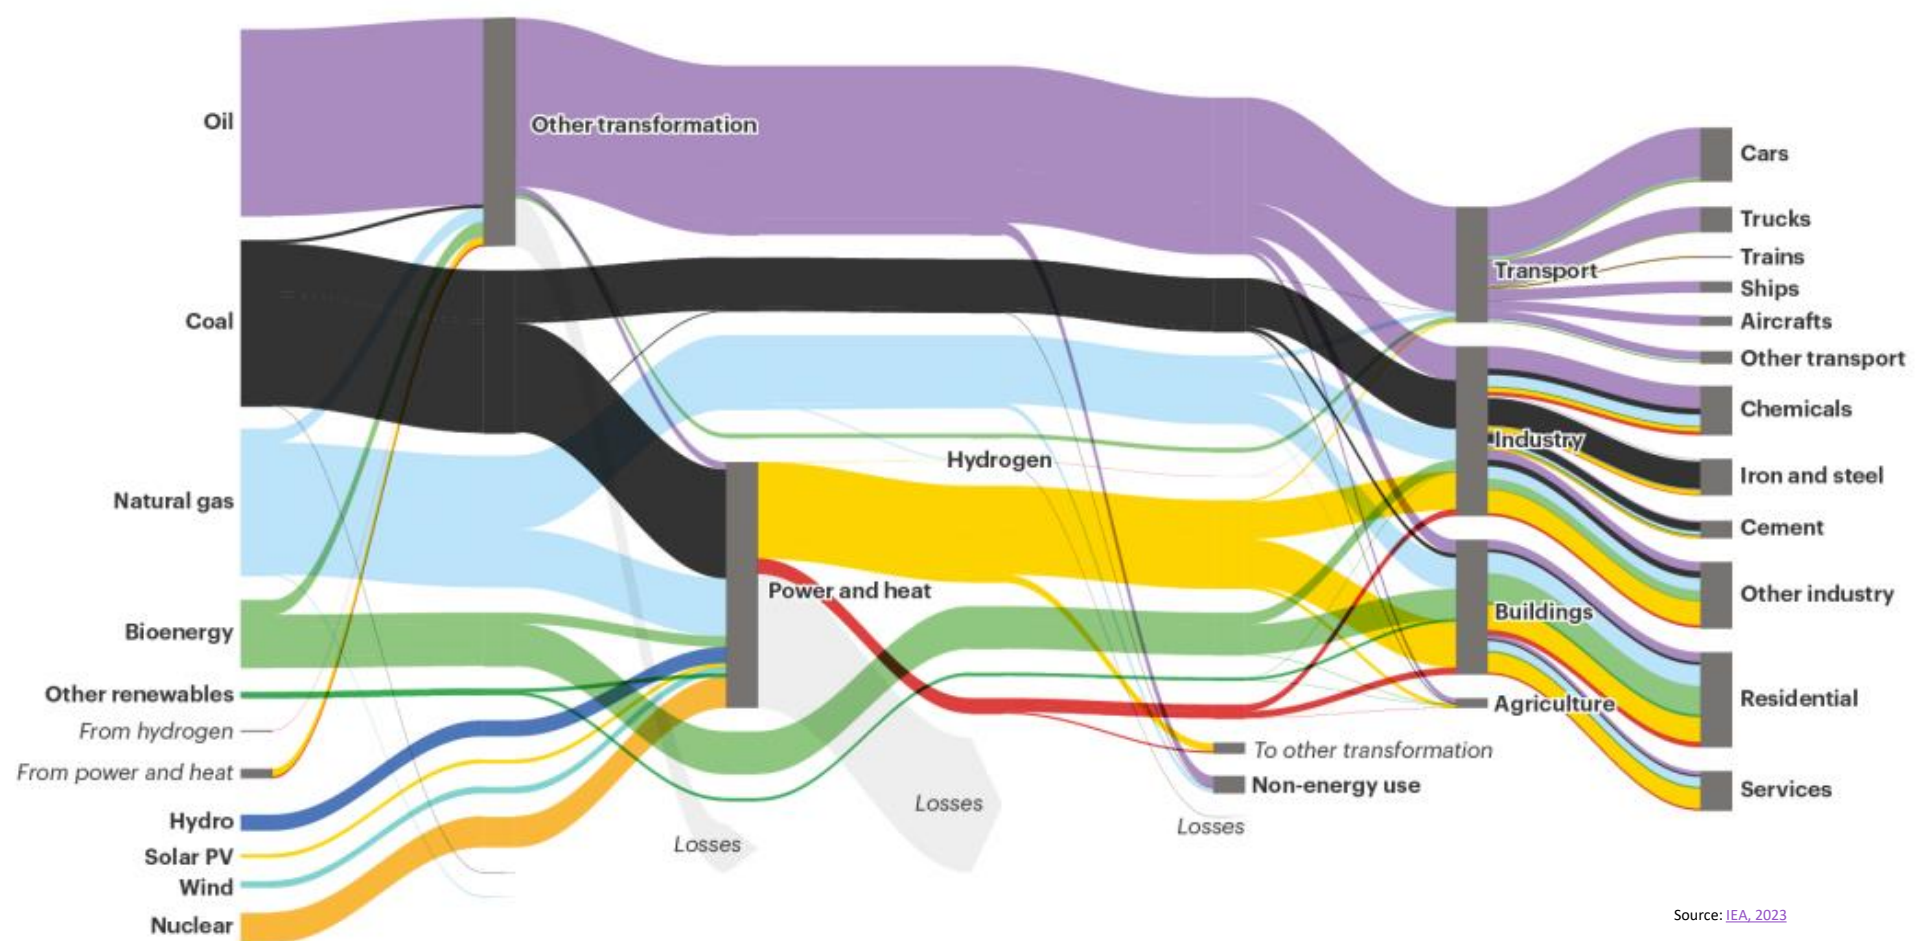 Oil
Coal
Natural gas
Bioenergy
Other renewables
From hydrogen
From power and heat
Hydro
Solar PV
Wind
Nuclear
Other transformation
Losses
Power and heat
Losses
Hydrogen
Losses
To other transformation
Non-energy use
Transport
Industry
Buildings
Agriculture
Cars
Trucks
Trains
Ships
Aircrafts
Other transport
Chemicals
Iron and steel
Cement
Other industry
Residential
Services
Source: IEA, 2023